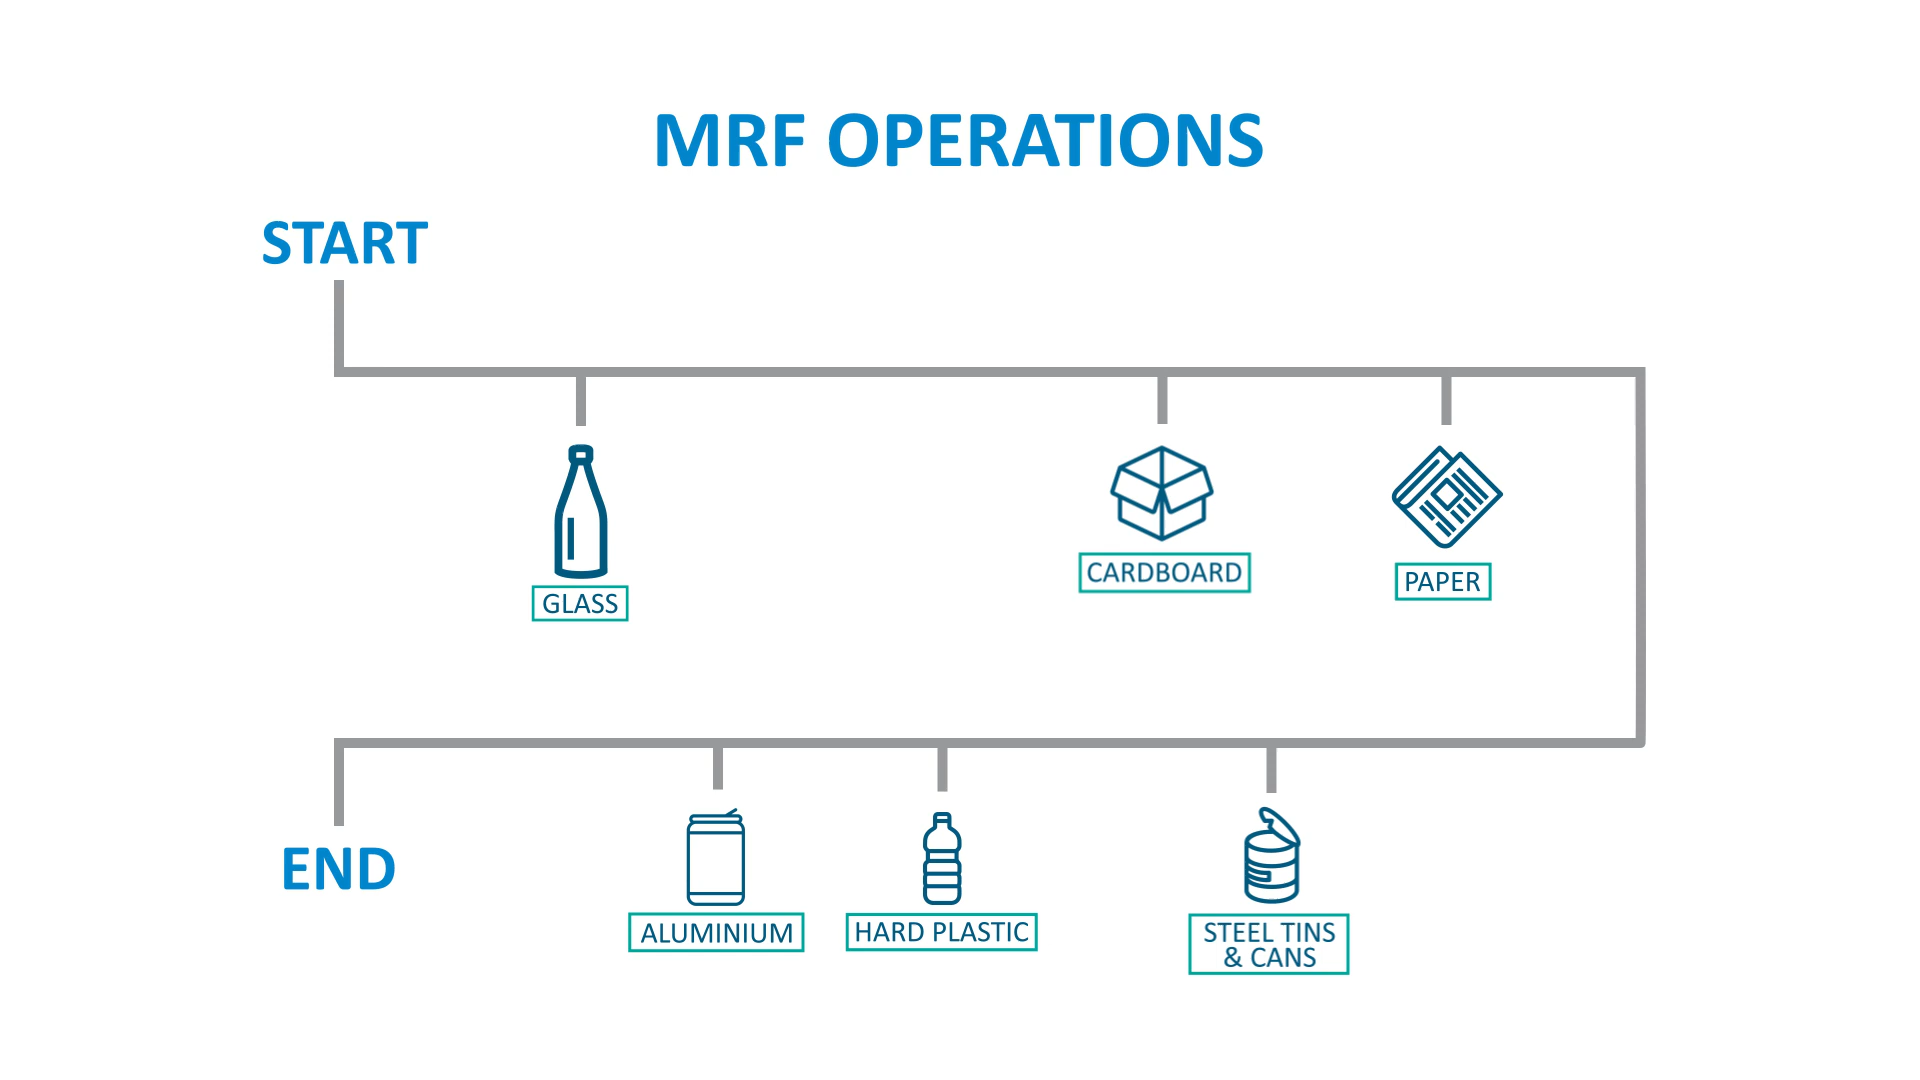 MRF OPERATIONS
START
GLASS
CARDBOARD
PAPER
END
ALUMINIUM
HARD PLASTIC
STEEL TINS
& CANS